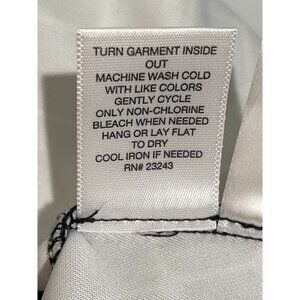 TURN GARMENT INSIDE
OUT
MACHINE WASH COLD
WITH LIKE COLORS
GENTLY CYCLE
ONLY NON-CHLORINE
BLEACH WHEN NEEDED
HANG OR LAY FLAT
TO DRY
COOL IRON IF NEEDED
RN# 23243